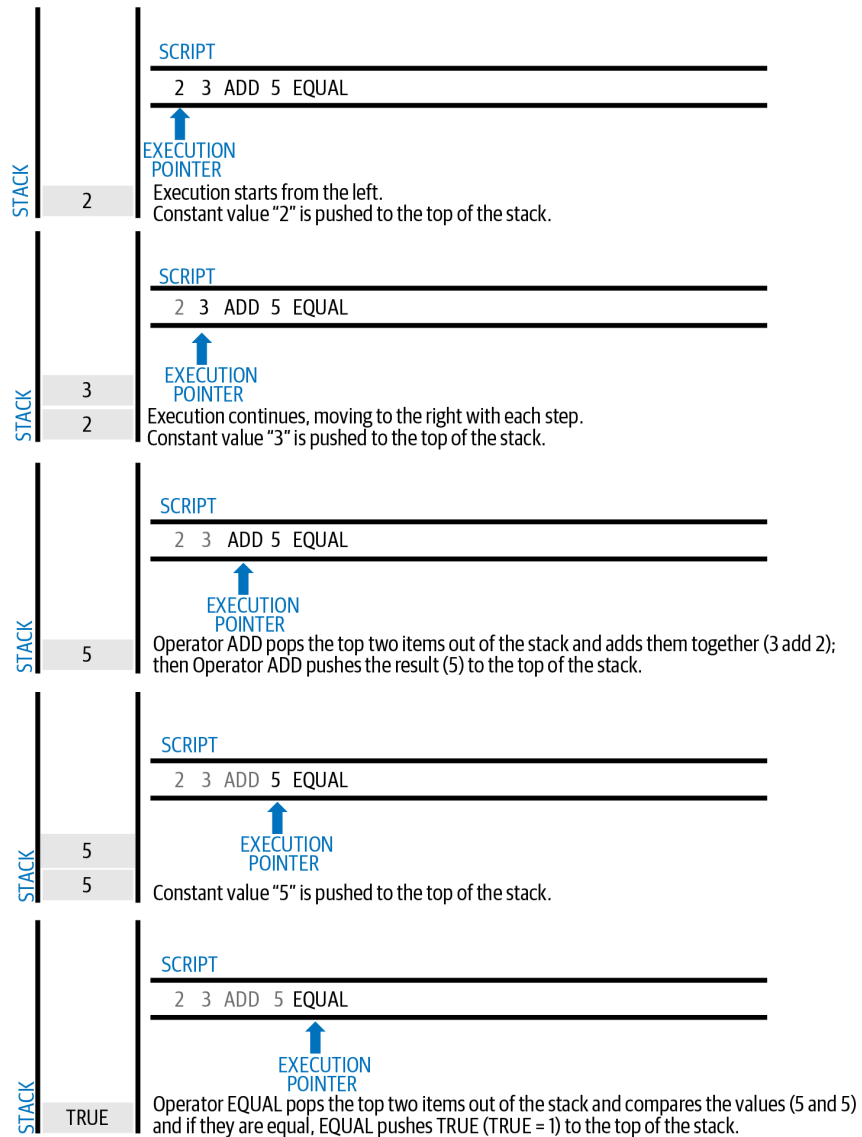 SCRIPT
2 3 ADD 5 EQUAL
EXECUTION
POINTER
STACK
2
Execution starts from the left.
Constant value “2” is pushed to the top of the stack.
SCRIPT
2 3 ADD 5 EQUAL
EXECUTION
POINTER
STACK
3
2
Execution continues, moving to the right with each step.
Constant value “3” is pushed to the top of the stack.
SCRIPT
2 3 ADD 5 EQUAL
EXECUTION
POINTER
STACK
5
Operator ADD pops the top two items out of the stack and adds them together (3 add 2);
then Operator ADD pushes the result (5) to the top of the stack.
SCRIPT
2 3 ADD 5 EQUAL
EXECUTION
POINTER
STACK
5
5
Constant value “5” is pushed to the top of the stack.
SCRIPT
2 3 ADD 5 EQUAL
EXECUTION
POINTER
STACK
TRUE
Operator EQUAL pops the top two items out of the stack and compares the values (5 and 5)
and if they are equal, EQUAL pushes TRUE (TRUE = 1) to the top of the stack.